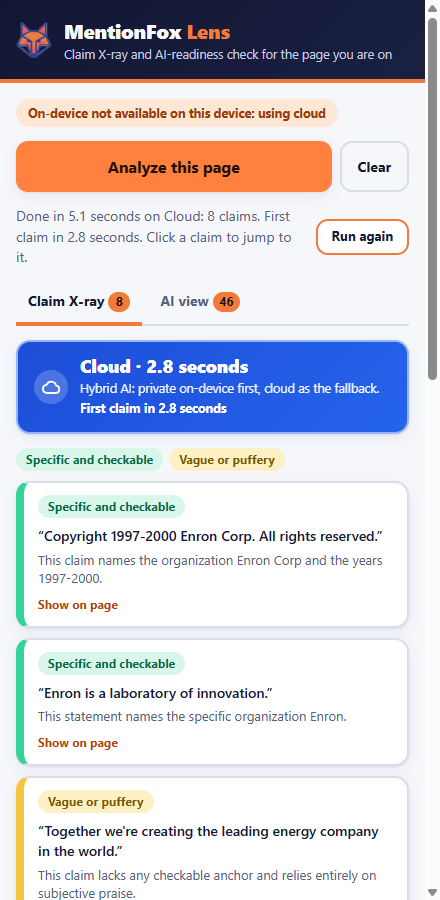 MentionFox Lens
Claim X-ray and AI-readiness check for the page you are on
On-device not available on this device: using cloud
Analyze this page
Clear
Done in 5.1 seconds on Cloud: 8 claims. First
claim in 2.8 seconds. Click a claim to jump to
it.
Run again
Claim X-ray 8
AI view 46
Cloud · 2.8 seconds
Hybrid AI: private on-device first, cloud as the fallback.
First claim in 2.8 seconds
Specific and checkable
Vague or puffery
Specific and checkable
“Copyright 1997-2000 Enron Corp. All rights reserved.”
This claim names the organization Enron Corp and the years
1997-2000.
Show on page
Specific and checkable
“Enron is a laboratory of innovation.”
This statement names the specific organization Enron.
Show on page
Vague or puffery
“Together we're creating the leading energy company
in the world.”
This claim lacks any checkable anchor and relies entirely on
subjective praise.